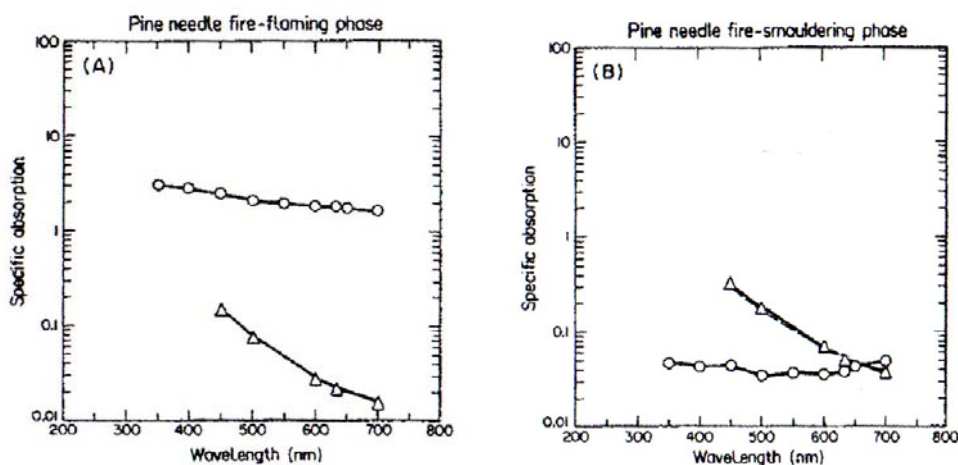 Pine needle fire-flaming phase
(A)
100
10
1
0.1
0.01
Specific absorption
200 300 400 500 600 700 800
Wavelength (nm)
Pine needle fire-smouldering phase
(B)
100
10
1
0.1
0.01
Specific absorption
200 300 400 500 600 700 800
Wavelength (nm)